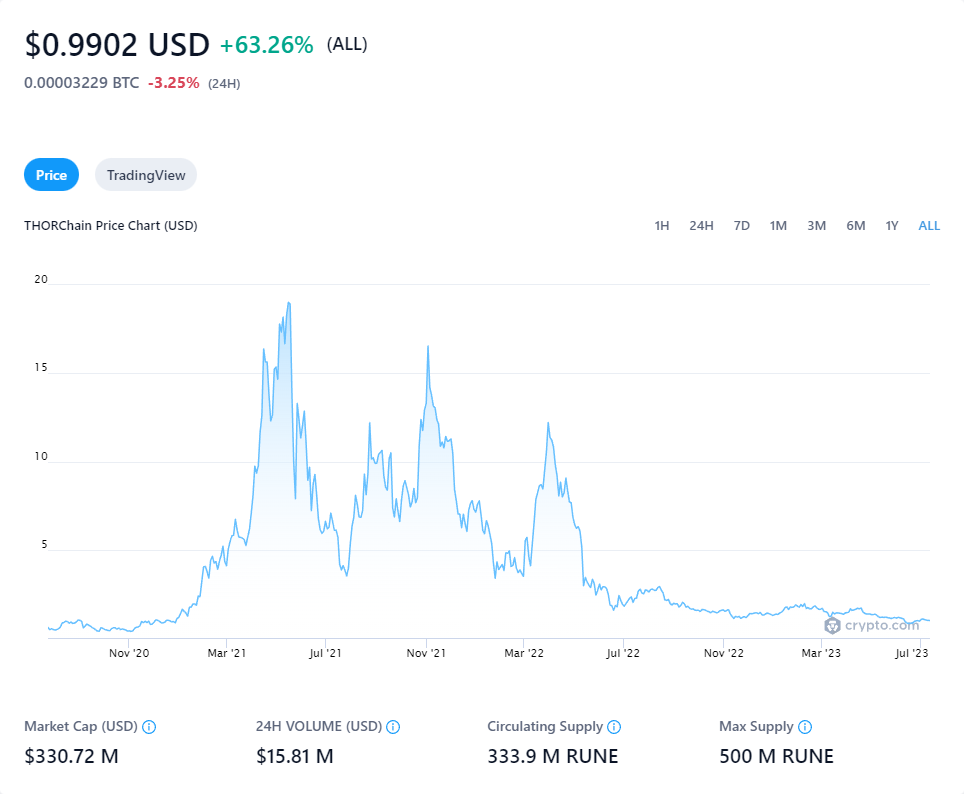 $0.9902 USD +63.26% (ALL)
0.00003229 BTC -3.25% (24H)
Price TradingView
THORChain Price Chart (USD) 1H 24H 7D 1M 3M 6M 1Y ALL
20
15
10
5
crypto.com
Nov '20 Mar '21 Jul '21 Nov '21 Mar '22 Jul '22 Nov '22 Mar '23 Jul '23
Market Cap (USD) 24H VOLUME (USD) Circulating Supply Max Supply
$330.72 M $15.81 M 333.9 M RUNE 500 M RUNE